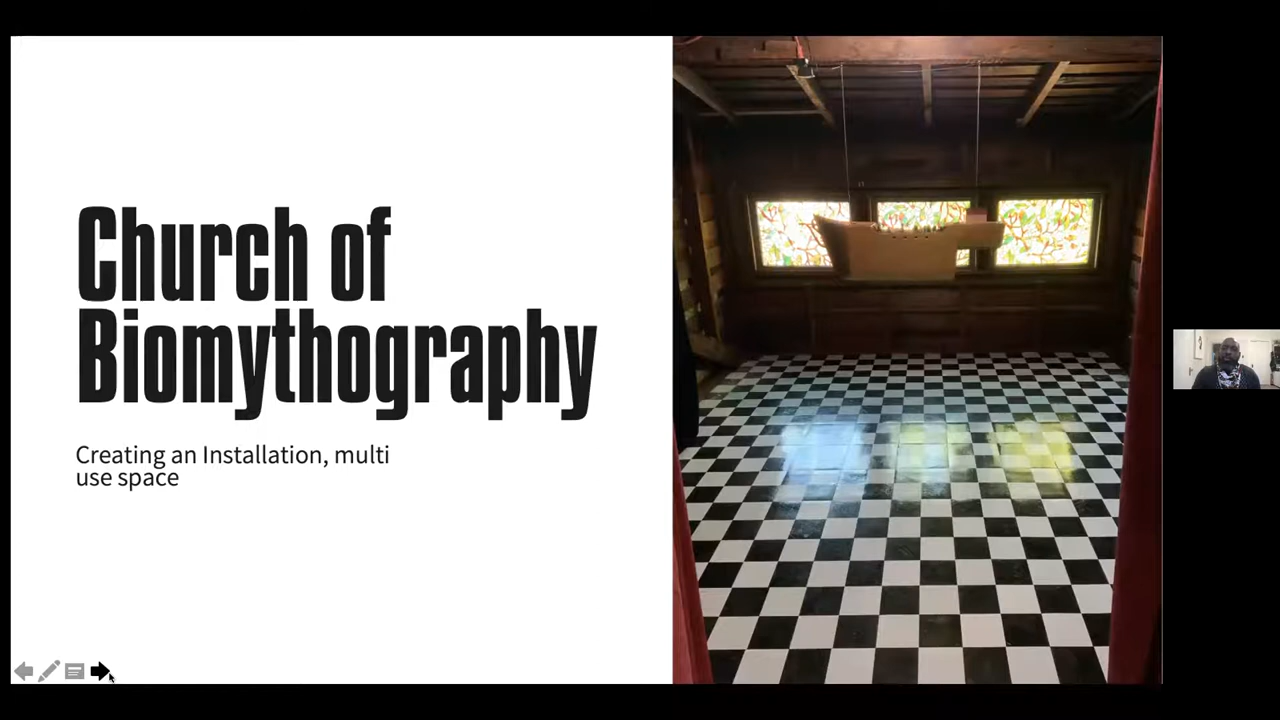 Church of
Biomythography
Creating an Installation, multi
use space